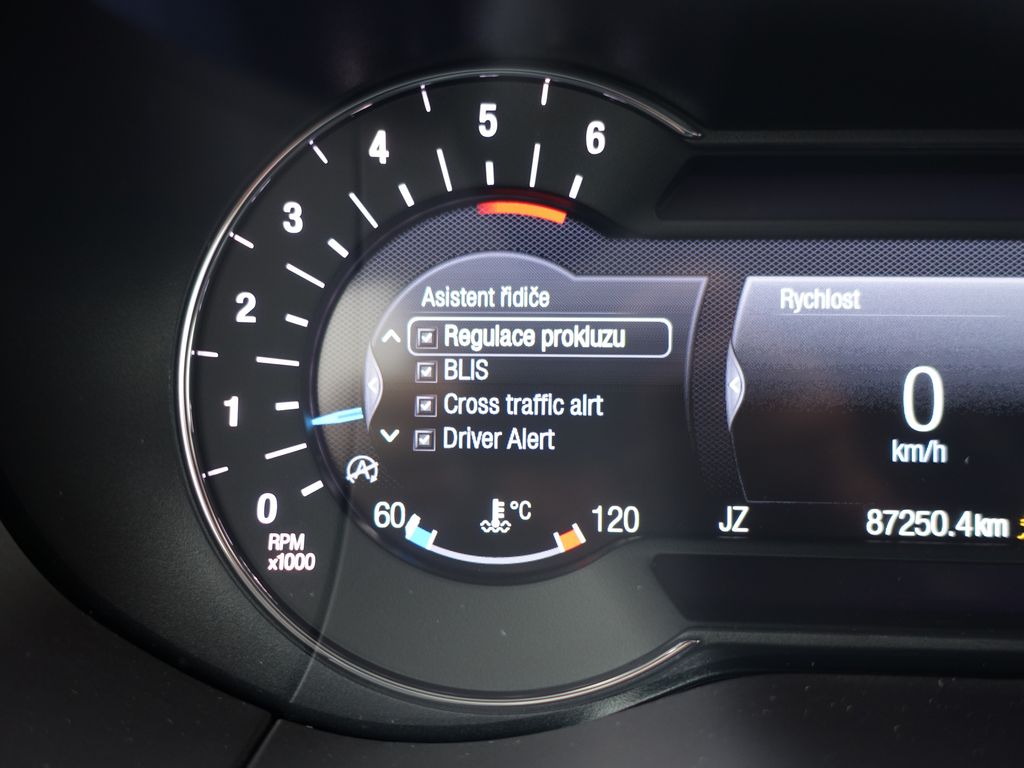 6
5
4
3
2
1
0
RPM
x1000
Asistent řidiče
Regulace prokluzu
BLIS
Cross traffic alrt
Driver Alert
A
60
°C
120
Rychlost
0
km/h
JZ
87250.4km